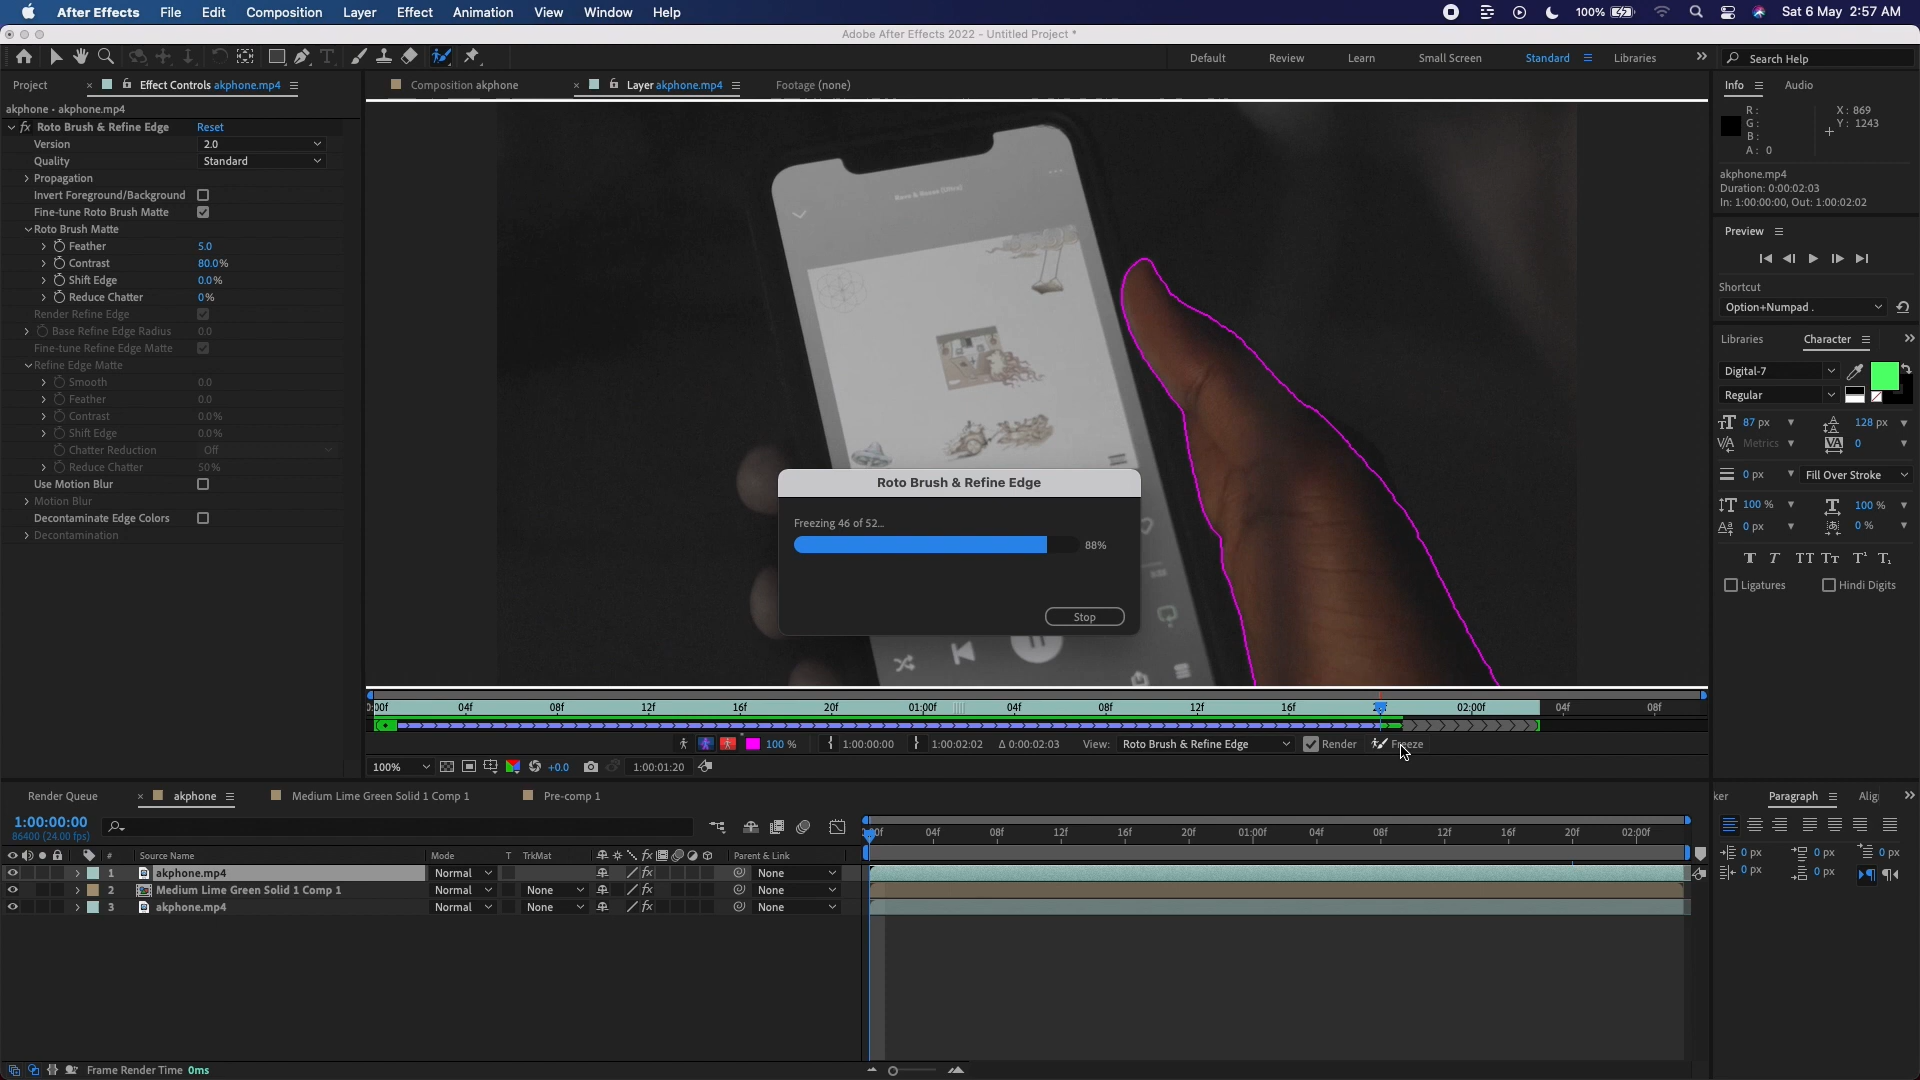 After Effects File Edit Composition Layer Effect Animation View Window Help
100% Sat 6 May 2:57 AM
Adobe After Effects 2022 - Untitled Project *
Default Review Learn Small Screen Standard Libraries
Search Help
Project
Effect Controls akphone.mp4
akphone • akphone.mp4
fx Roto Brush & Refine Edge Reset
Version 2.0
Quality Standard
Propagation
Invert Foreground/Background
Fine-tune Roto Brush Matte
Roto Brush Matte
Feather 5.0
Contrast 80.0%
Shift Edge 0.0%
Reduce Chatter 0%
Render Refine Edge
Base Refine Edge Radius 0.0
Fine-tune Refine Edge Matte
Refine Edge Matte
Smooth 0.0
Feather 0.0
Contrast 0.0%
Shift Edge 0.0%
Chatter Reduction Off
Reduce Chatter 50%
Use Motion Blur
Motion Blur
Decontaminate Edge Colors
Decontamination
Composition akphone
Layer akphone.mp4
Footage (none)
Roto Brush & Refine Edge
Freezing 46 of 52...
88%
Stop
04f 08f 12f 16f 20f 01:00f 04f 08f 12f 16f 02:00f 04f 08f
100 % 1:00:00:00 1:00:02:02 Δ 0:00:02:03 View: Roto Brush & Refine Edge Render Freeze
100% +0.0 1:00:01:20
Info Audio
R: X: 869
G: Y: 1243
B:
A: 0
akphone.mp4
Duration: 0:00:02:03
In: 1:00:00:00, Out: 1:00:02:02
Preview
Shortcut
Option+Numpad .
Libraries Character
Digital-7
Regular
87 px 128 px
Metrics 0
0 px Fill Over Stroke
100 % 100 %
0 px 0 %
T T TT Tt T¹ T₁
Ligatures Hindi Digits
Render Queue
akphone
Medium Lime Green Solid 1 Comp 1
Pre-comp 1
1:00:00:00
86400 (24.00 fps)
04f 08f 12f 16f 20f 01:00f 04f 08f 12f 16f 20f 02:00f
# Source Name Mode T TrkMat fx Parent & Link
1 akphone.mp4 Normal fx None
2 Medium Lime Green Solid 1 Comp 1 Normal None fx None
3 akphone.mp4 Normal None fx None
ker Paragraph Alig
0 px 0 px 0 px
0 px 0 px
Frame Render Time 0ms